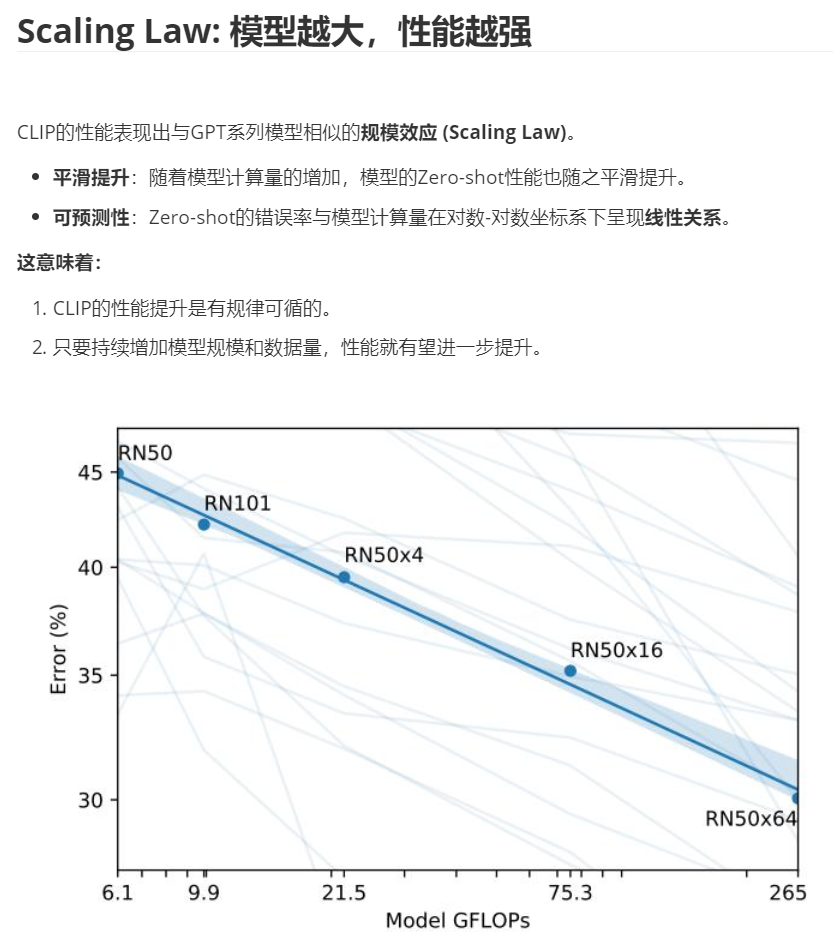 Scaling Law: 模型越大，性能越强
CLIP的性能表现出与GPT系列模型相似的规模效应 (Scaling Law)。
平滑提升：随着模型计算量的增加，模型的Zero-shot性能也随之平滑提升。
可预测性：Zero-shot的错误率与模型计算量在对数-对数坐标系下呈现线性关系。
这意味着：
1. CLIP的性能提升是有规律可循的。
2. 只要持续增加模型规模和数据量，性能就有望进一步提升。
RN50
45
RN101
40
RN50x4
RN50x16
35
Error (%)
30
RN50x64
6.1 9.9 21.5 75.3 265
Model GFLOPs